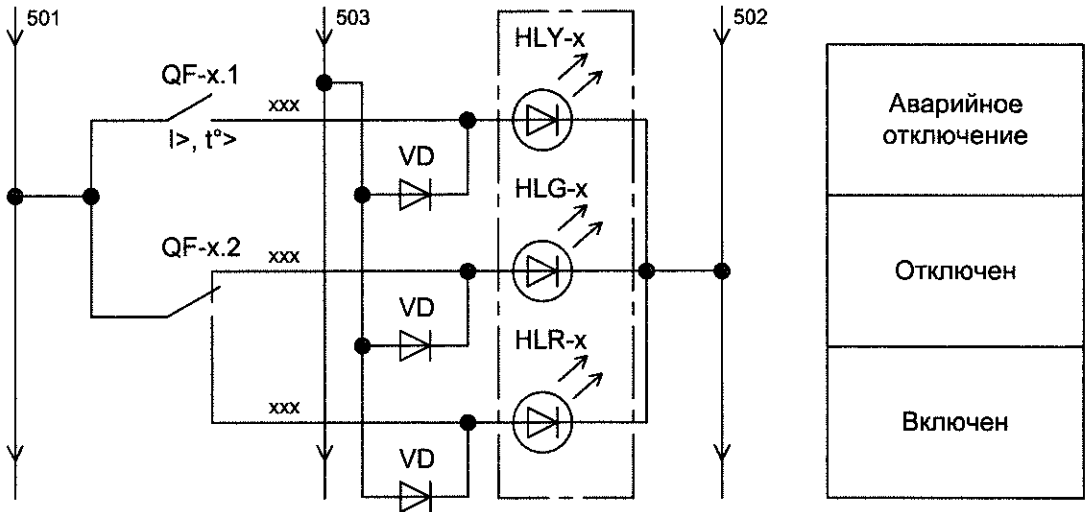 501
503
502
HLY-x
QF-x.1
xxx
I>, t°>
VD
HLG-x
QF-x.2
xxx
VD
HLR-x
xxx
VD
Аварийное
отключение
Отключен
Включен